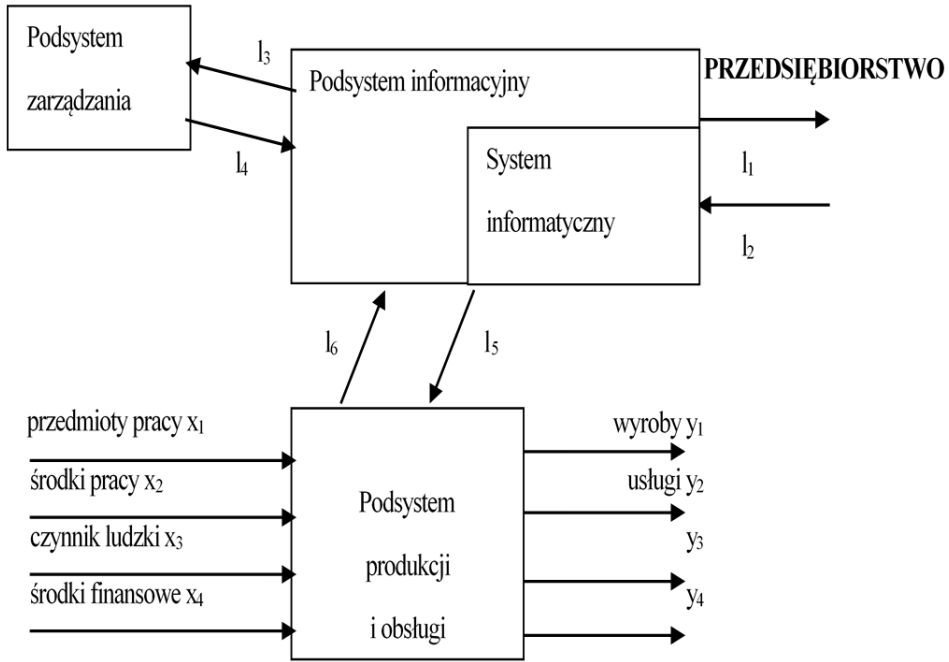 Podsystem
zarządzania
l₃
l₄
Podsystem informacyjny
System
informatyczny
PRZEDSIĘBIORSTWO
l₁
l₂
l₆
l₅
przedmioty pracy x₁
środki pracy x₂
czynnik ludzki x₃
środki finansowe x₄
Podsystem
produkcji
i obsługi
wyroby y₁
usługi y₂
y₃
y₄